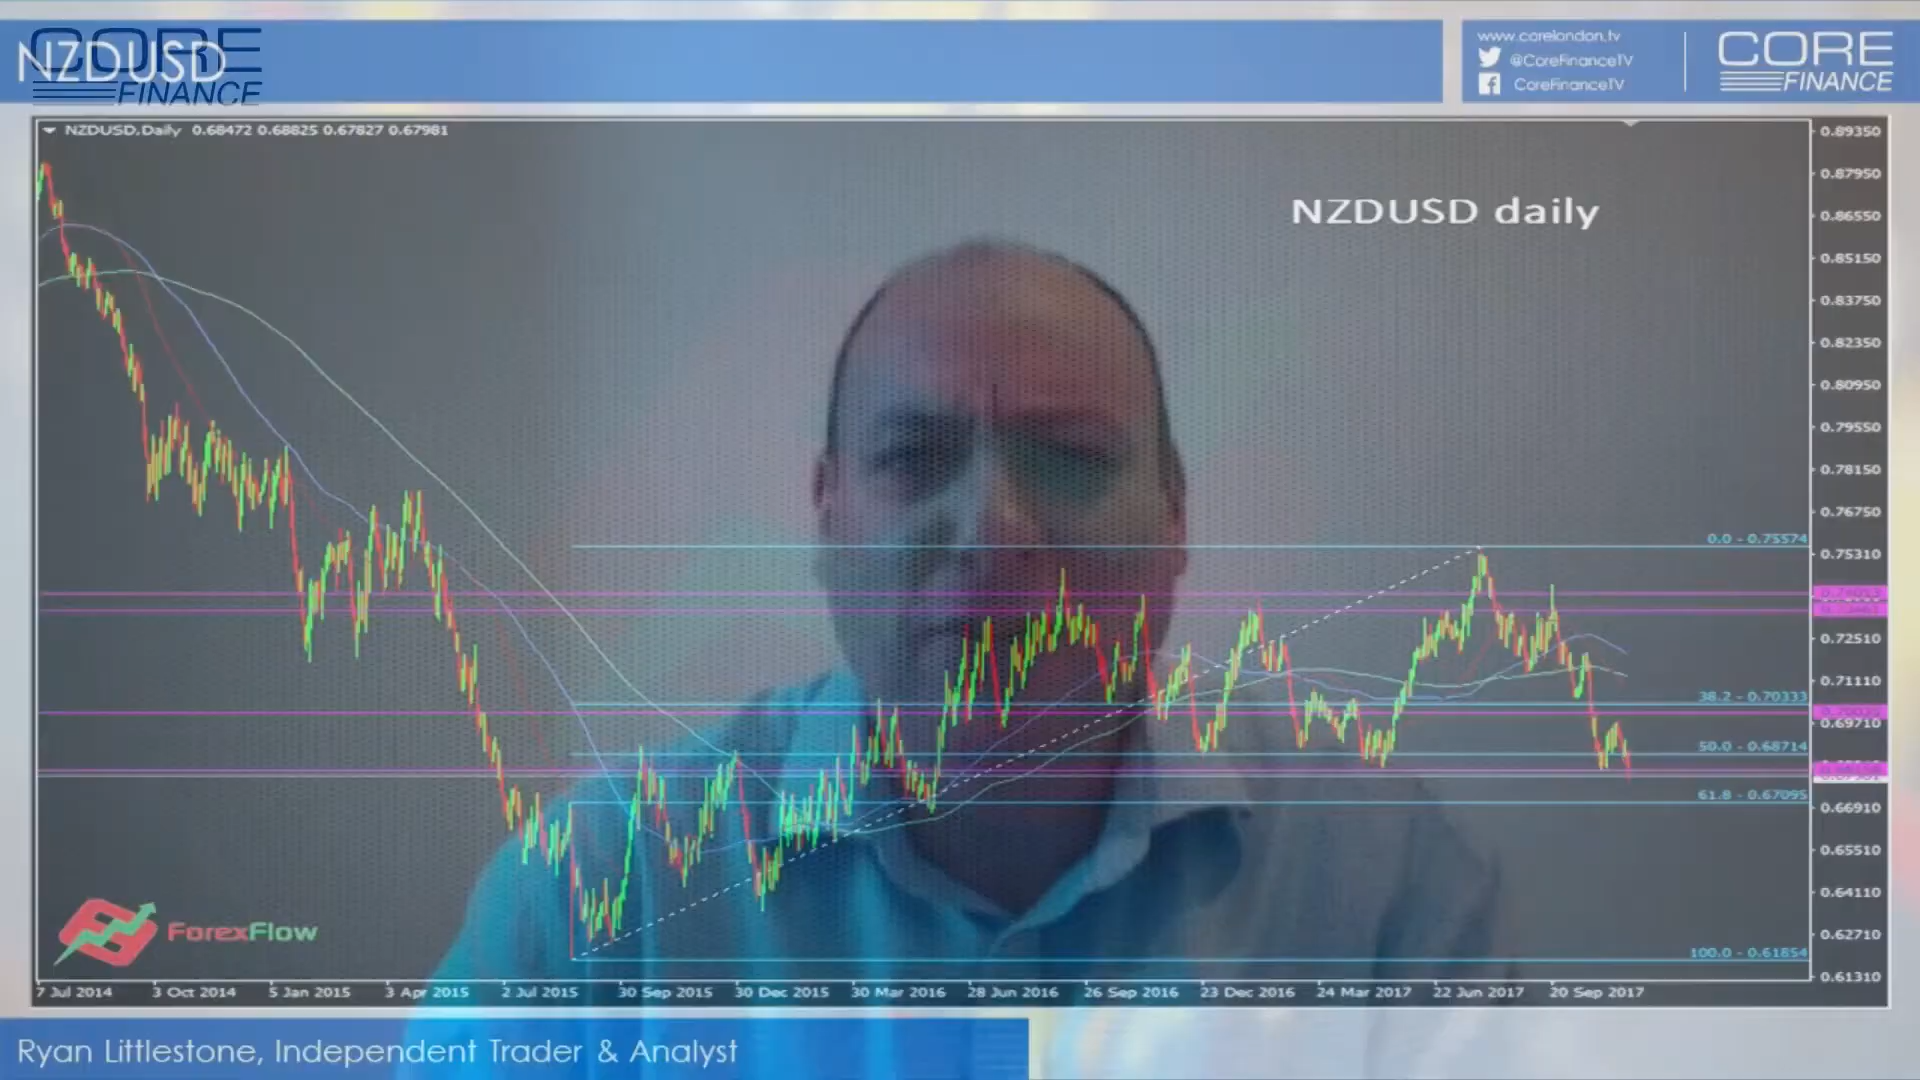 NZDUSD
CORE
FINANCE
www.corelondon.tv
@CoreFinanceTV
CoreFinanceTV
CORE
FINANCE
NZDUSD,Daily 0.68472 0.68825 0.67827 0.67981
NZDUSD daily
0.89350
0.87950
0.86550
0.85150
0.83750
0.82350
0.80950
0.79550
0.78150
0.76750
0.0 - 0.75574
0.75310
0.72510
0.71110
38.2 - 0.70333
0.69710
50.0 - 0.68714
61.8 - 0.67095
0.66910
0.65510
0.64110
0.62710
100.0 - 0.61854
0.61310
ForexFlow
7 Jul 2014 3 Oct 2014 5 Jan 2015 3 Apr 2015 2 Jul 2015 30 Sep 2015 30 Dec 2015 30 Mar 2016 28 Jun 2016 26 Sep 2016 23 Dec 2016 24 Mar 2017 22 Jun 2017 20 Sep 2017
Ryan Littlestone, Independent Trader & Analyst